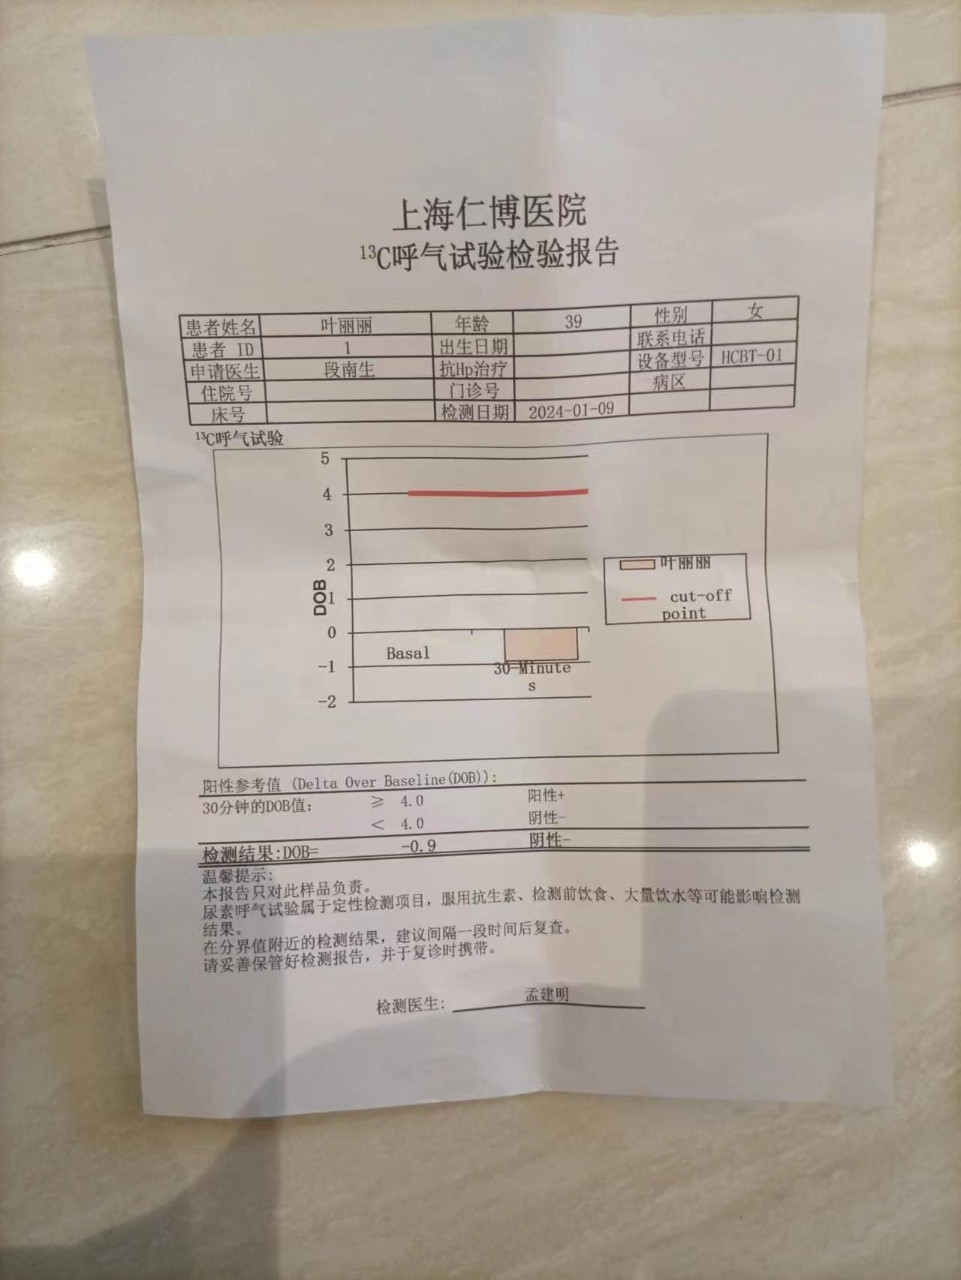 上海仁博医院
¹³C呼气试验检验报告
患者姓名 叶丽丽 年龄 39 性别 女
患者 ID 1 出生日期 联系电话
申请医生 段南生 抗Hp治疗 设备型号 HCBT-01
住院号 门诊号 病区
床号 检测日期 2024-01-09
¹³C呼气试验
5
4
3
2
1
0
-1
-2
DOB
Basal
30-Minute
s
叶丽丽
cut-off
point
阳性参考值 (Delta Over Baseline(DOB)):
30分钟的DOB值: ≥ 4.0 阳性+
< 4.0 阴性-
检测结果:DOB= -0.9 阴性-
温馨提示:
本报告只对此样品负责。
尿素呼气试验属于定性检测项目，服用抗生素、检测前饮食、大量饮水等可能影响检测
结果。
在分界值附近的检测结果，建议间隔一段时间后复查。
请妥善保管好检测报告，并于复诊时携带。
检测医生: 孟建明